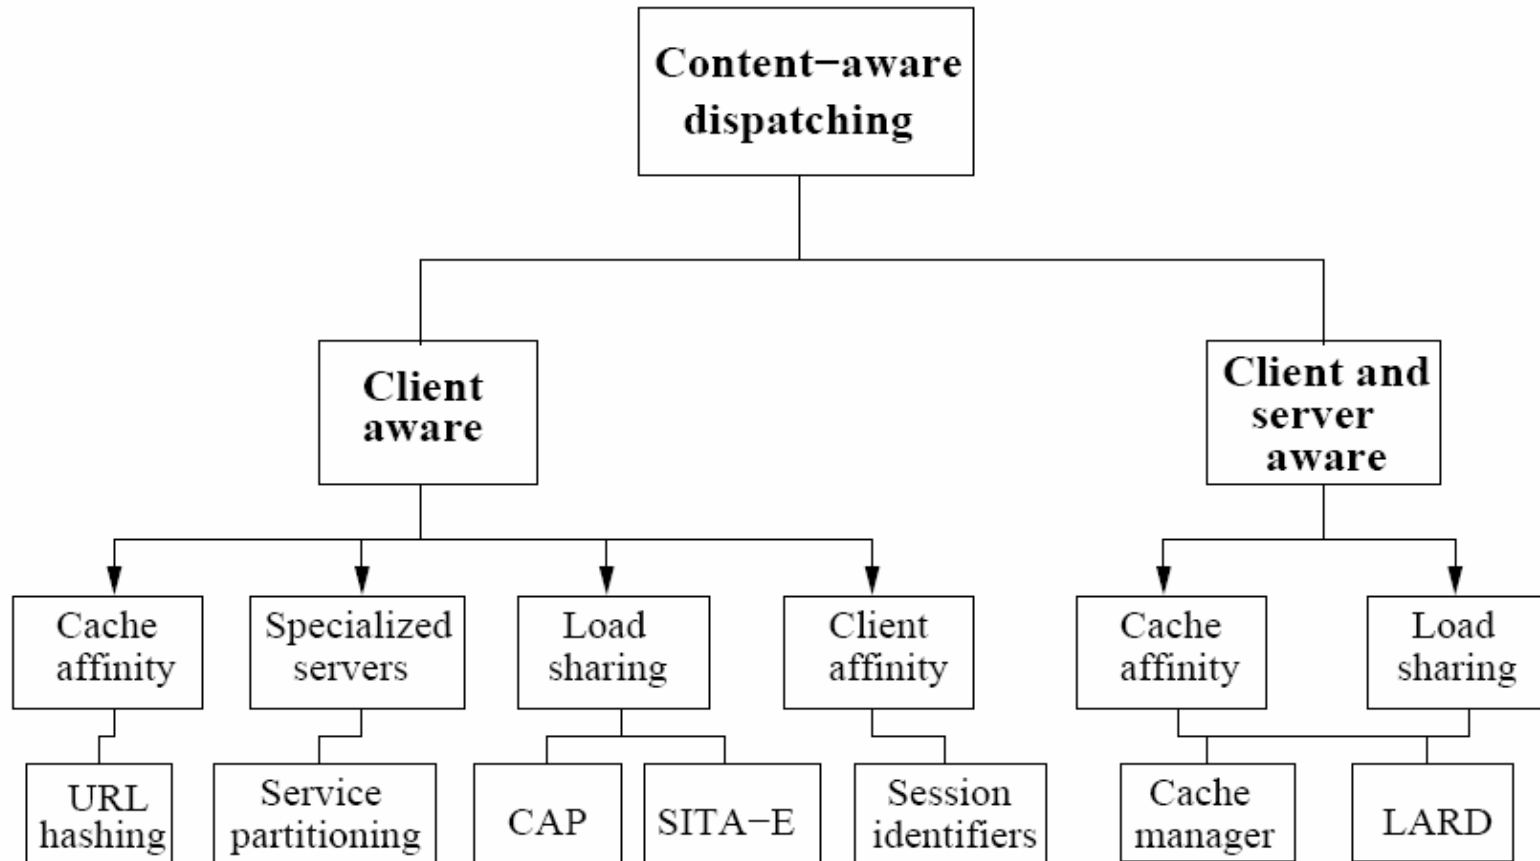 Content−aware
dispatching
Client
aware
Client and
server
aware
Cache
affinity
Specialized
servers
Load
sharing
Client
affinity
Cache
affinity
Load
sharing
URL
hashing
Service
partitioning
CAP
SITA−E
Session
identifiers
Cache
manager
LARD